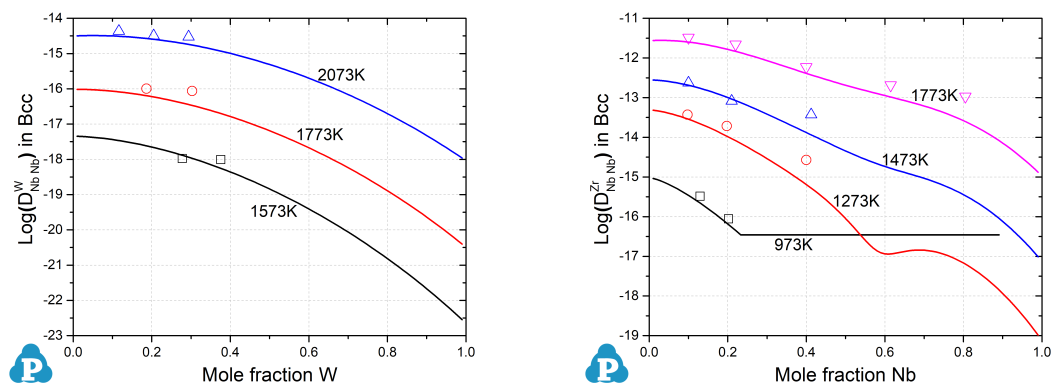 Log(D^W_Nb Nb) in Bcc
-14
-15
-16
-17
-18
-19
-20
-21
-22
-23
2073K
1773K
1573K
0.0 0.2 0.4 0.6 0.8 1.0
Mole fraction W
P
Log(D^Zr_Nb Nb) in Bcc
-11
-12
-13
-14
-15
-16
-17
-18
-19
1773K
1473K
1273K
973K
0.0 0.2 0.4 0.6 0.8 1.0
Mole fraction Nb
P